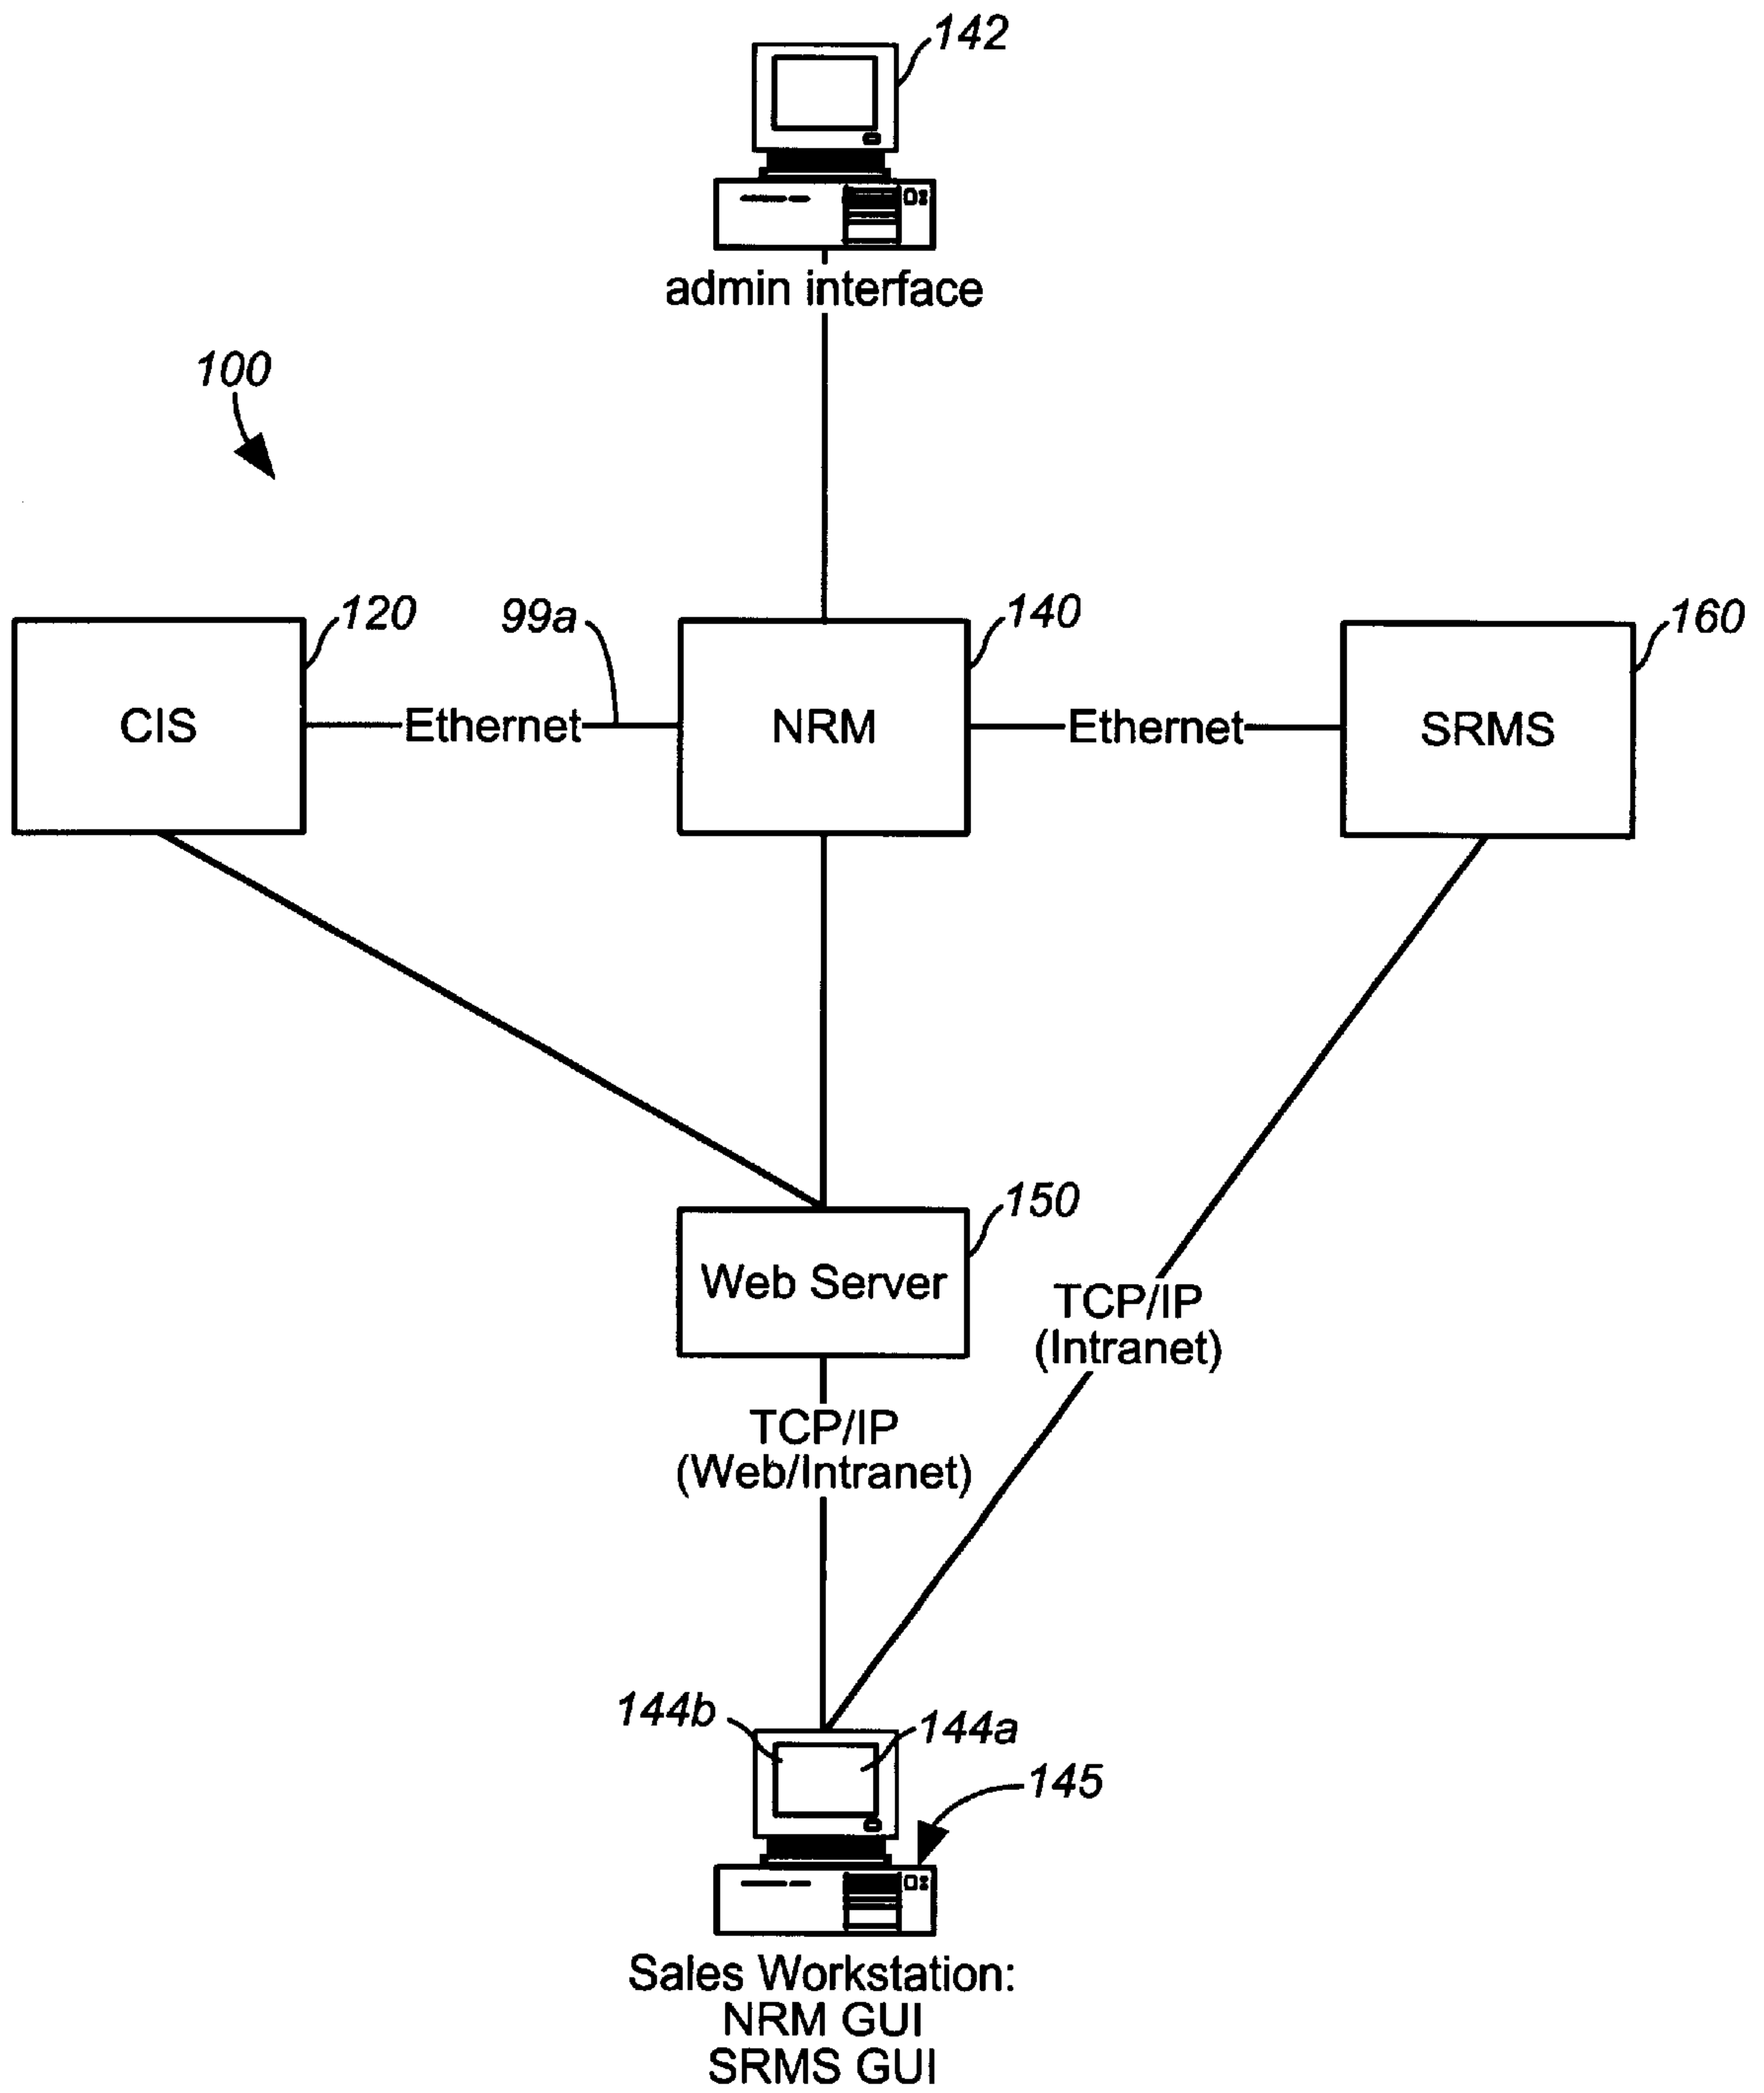 142
admin interface
100
120
99a
140
160
CIS
Ethernet
NRM
Ethernet
SRMS
150
Web Server
TCP/IP
(Intranet)
TCP/IP
(Web/Intranet)
144b
144a
145
Sales Workstation:
NRM GUI
SRMS GUI